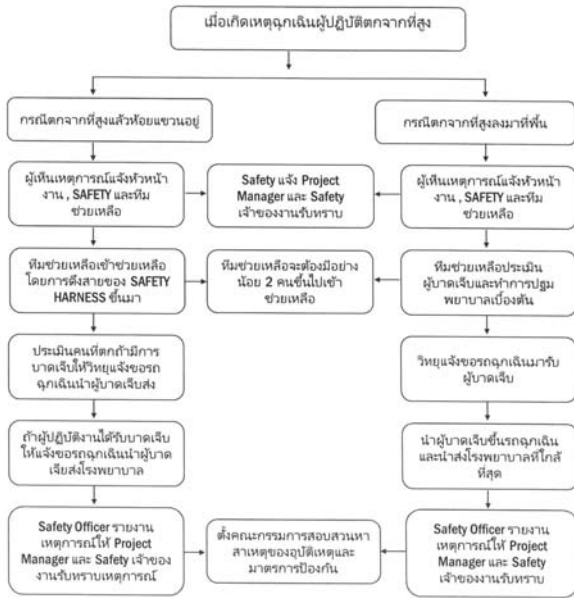 เมื่อเกิดเหตุฉุกเฉินผู้ปฏิบัติตกจากที่สูง
กรณีตกจากที่สูงแล้วห้อยแขวนอยู่
กรณีตกจากที่สูงลงมาที่พื้น
ผู้เห็นเหตุการณ์แจ้งหัวหน้า
งาน , SAFETY และทีม
ช่วยเหลือ
Safety แจ้ง Project
Manager และ Safety
เจ้าของงานรับทราบ
ผู้เห็นเหตุการณ์แจ้งหัวหน้า
งาน , SAFETY และทีม
ช่วยเหลือ
ทีมช่วยเหลือเข้าช่วยเหลือ
โดยการดึงสายของ SAFETY
HARNESS ขึ้นมา
ทีมช่วยเหลือจะต้องมีอย่าง
น้อย 2 คนขึ้นไปเข้า
ช่วยเหลือ
ทีมช่วยเหลือประเมิน
ผู้บาดเจ็บและทำการปฐม
พยาบาลเบื้องต้น
ประเมินคนที่ตกถ้ามีการ
บาดเจ็บให้วิทยุแจ้งขอรถ
ฉุกเฉินนำผู้บาดเจ็บส่ง
วิทยุแจ้งขอรถฉุกเฉินมารับ
ผู้บาดเจ็บ
ถ้าผู้ปฏิบัติงานได้รับบาดเจ็บ
ให้แจ้งขอรถฉุกเฉินนำผู้บาด
เจ็บส่งโรงพยาบาล
นำผู้บาดเจ็บขึ้นรถฉุกเฉิน
และนำส่งโรงพยาบาลที่ใกล้
ที่สุด
Safety Officer รายงาน
เหตุการณ์ให้ Project
Manager และ Safety เจ้าของ
งานรับทราบเหตุการณ์
ตั้งคณะกรรมการสอบสวนหา
สาเหตุของอุบัติเหตุและ
มาตรการป้องกัน
Safety Officer รายงาน
เหตุการณ์ให้ Project
Manager และ Safety
เจ้าของงานรับทราบ